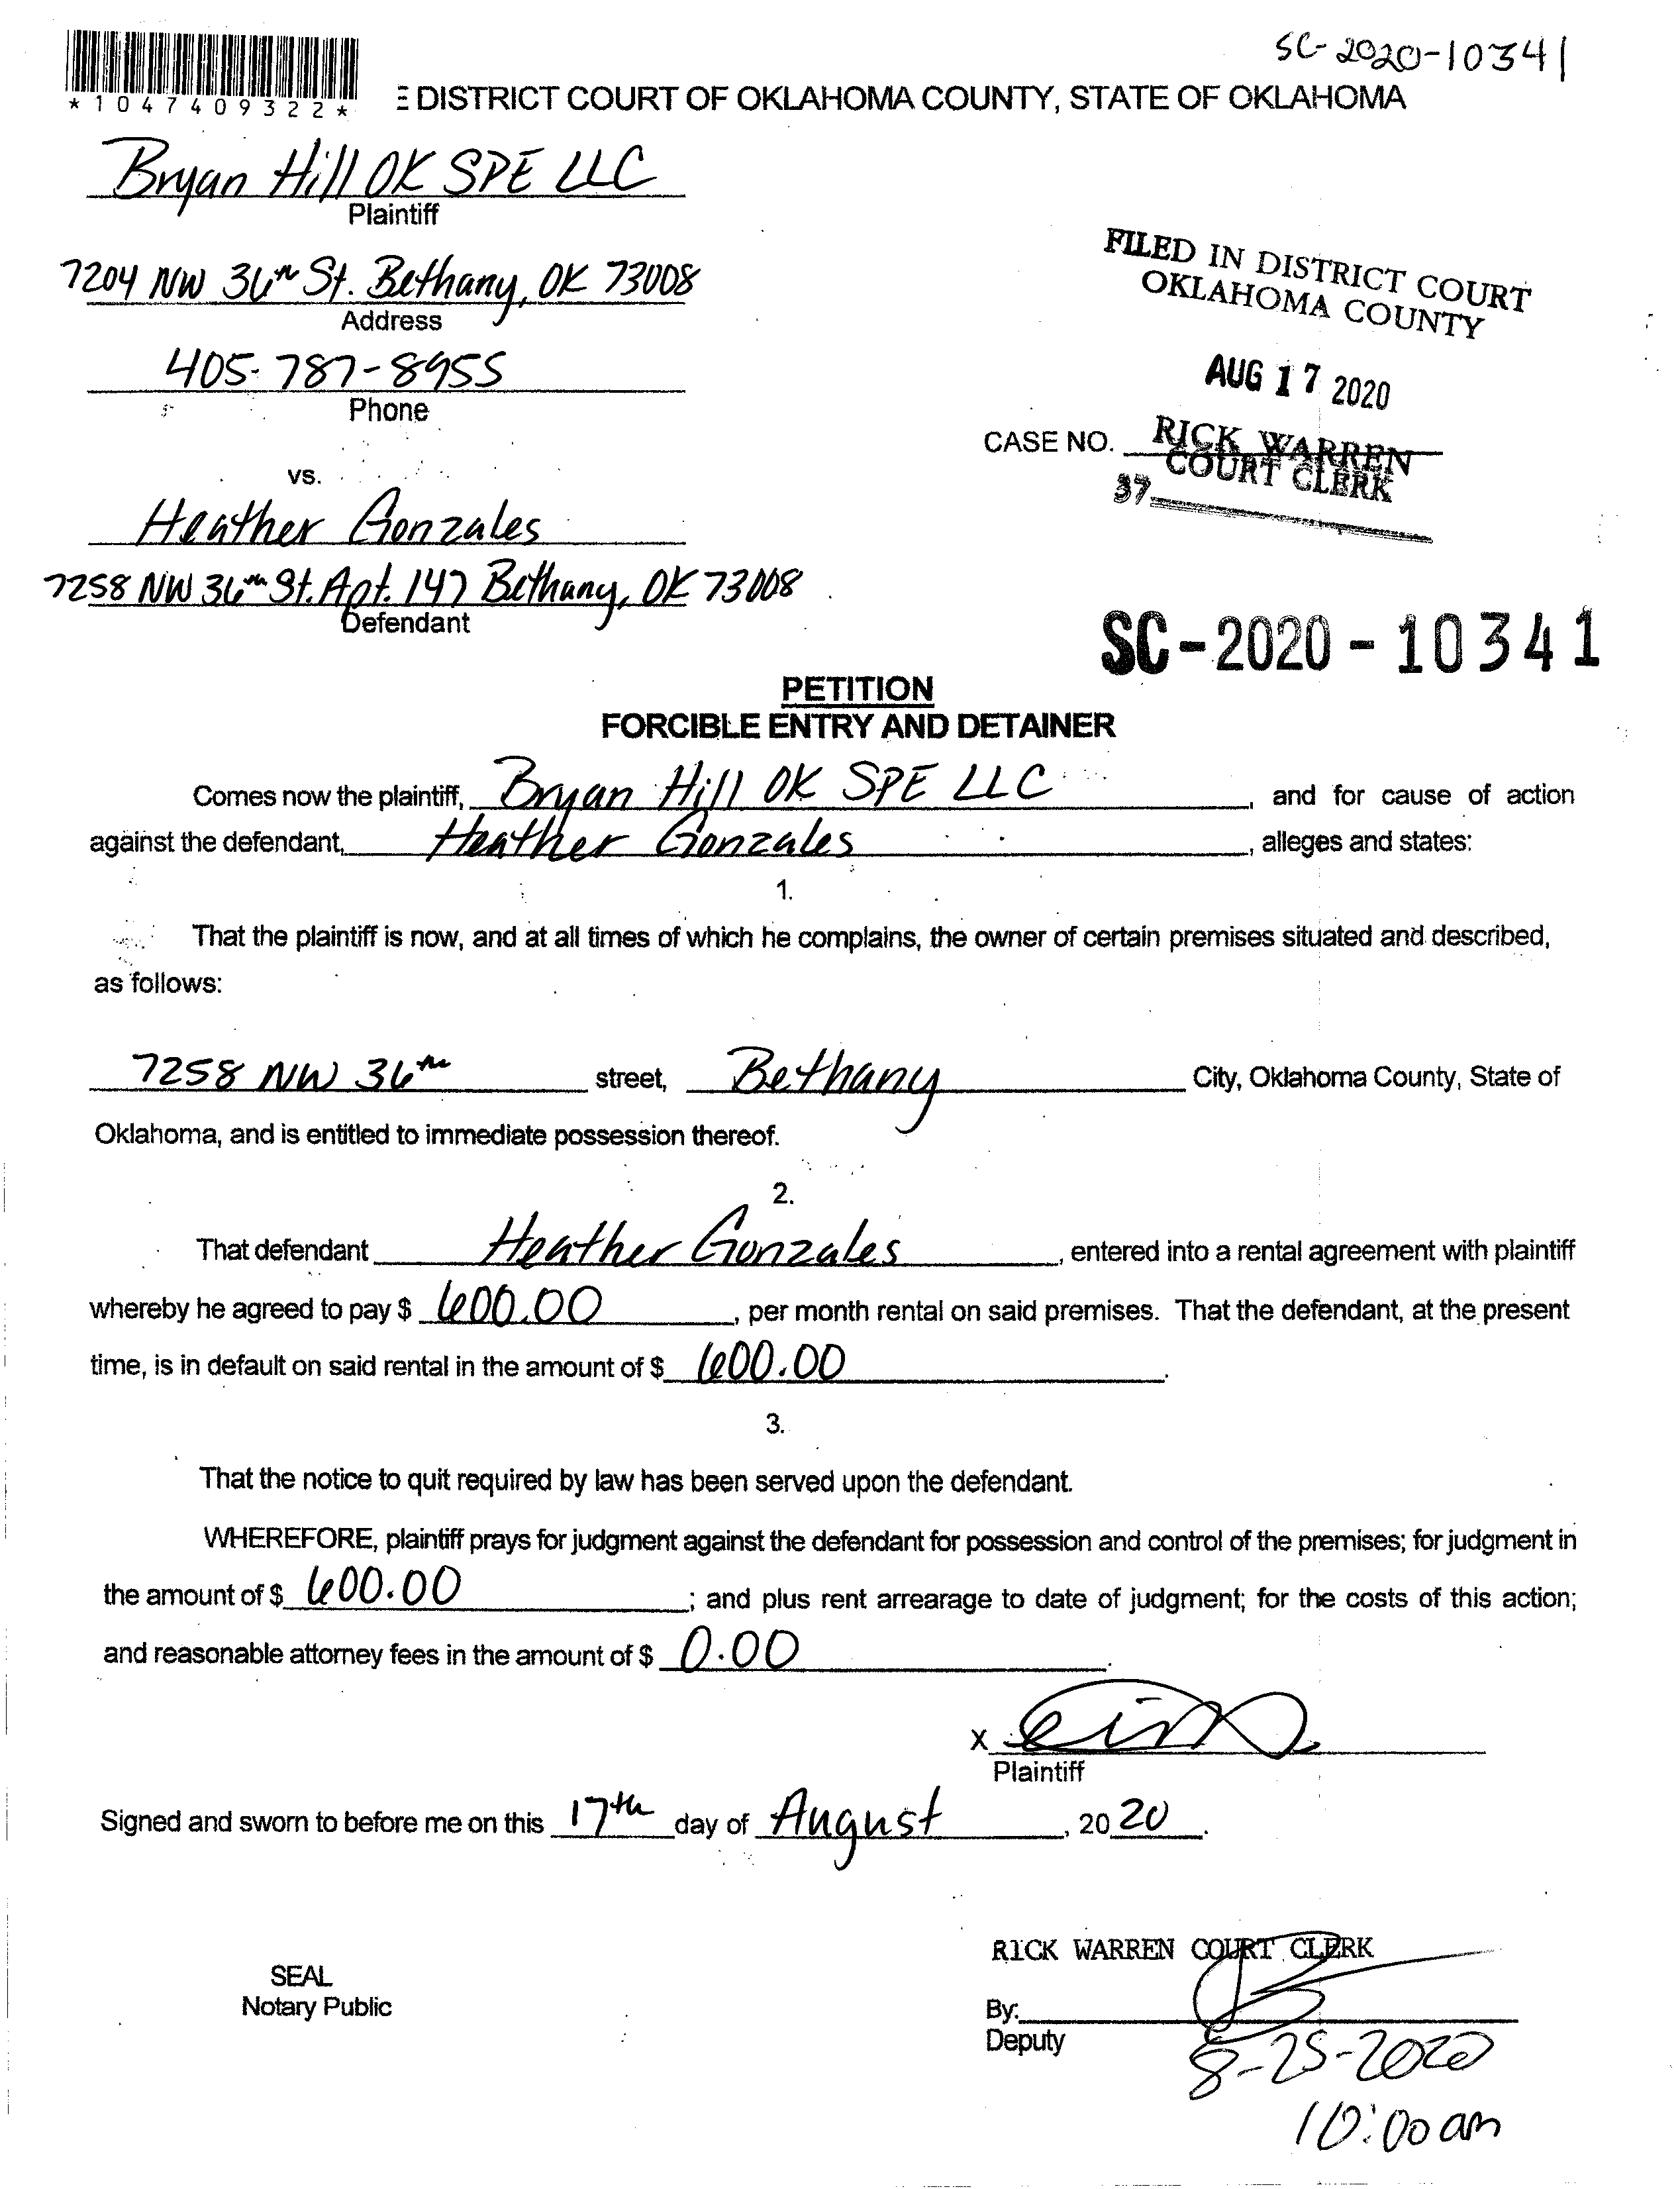 SC-2020-10341
*1047409322*
E DISTRICT COURT OF OKLAHOMA COUNTY, STATE OF OKLAHOMA
Bryan Hill OK SPE LLC
Plaintiff
7204 NW 36th St. Bethany, OK 73008
Address
405-787-8955
Phone
FILED IN DISTRICT COURT
OKLAHOMA COUNTY
AUG 17 2020
CASE NO. RICK WARREN
COURT CLERK
37
vs.
Heather Gonzales
7258 NW 36th St. Apt. 147 Bethany, OK 73008
Defendant
SC-2020-10341
PETITION
FORCIBLE ENTRY AND DETAINER
Comes now the plaintiff, Bryan Hill OK SPE LLC, and for cause of action
against the defendant, Heather Gonzales, alleges and states:
1.
That the plaintiff is now, and at all times of which he complains, the owner of certain premises situated and described,
as follows:
7258 NW 36th street, Bethany City, Oklahoma County, State of
Oklahoma, and is entitled to immediate possession thereof.
2.
That defendant Heather Gonzales, entered into a rental agreement with plaintiff
whereby he agreed to pay $ 600.00, per month rental on said premises. That the defendant, at the present
time, is in default on said rental in the amount of $ 600.00.
3.
That the notice to quit required by law has been served upon the defendant.
WHEREFORE, plaintiff prays for judgment against the defendant for possession and control of the premises; for judgment in
the amount of $ 600.00; and plus rent arrearage to date of judgment; for the costs of this action;
and reasonable attorney fees in the amount of $ 0.00.
X
Plaintiff
Signed and sworn to before me on this 17th day of August, 2020.
RICK WARREN COURT CLERK
SEAL
Notary Public
By:
Deputy
8-25-2020
10:00am